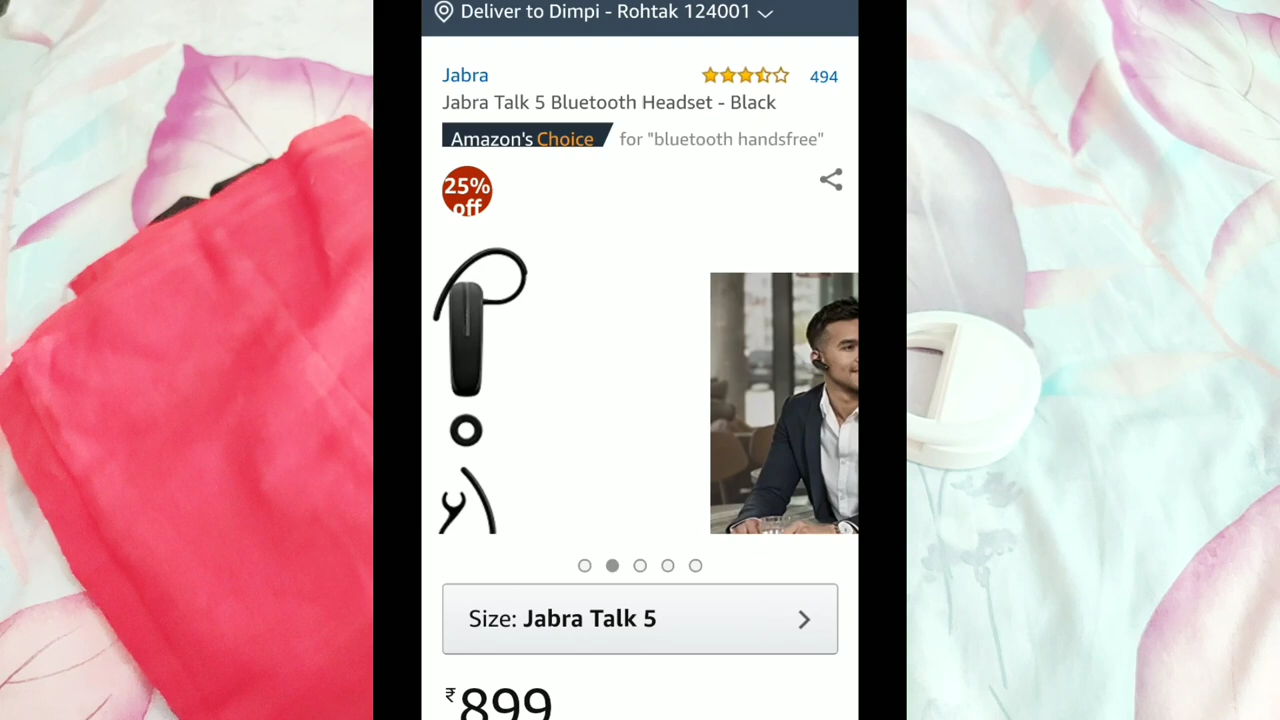 Deliver to Dimpi - Rohtak 124001
Jabra 494
Jabra Talk 5 Bluetooth Headset - Black
Amazon's Choice for "bluetooth handsfree"
25%
off
Size: Jabra Talk 5
₹899